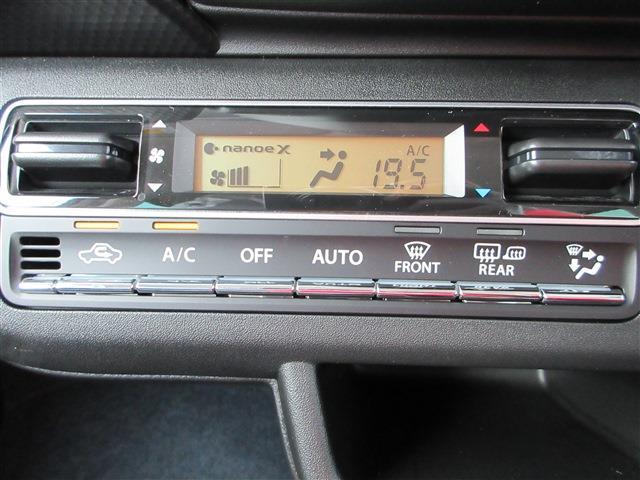 nanoe X
A/C
19.5
A/C
OFF
AUTO
FRONT
REAR